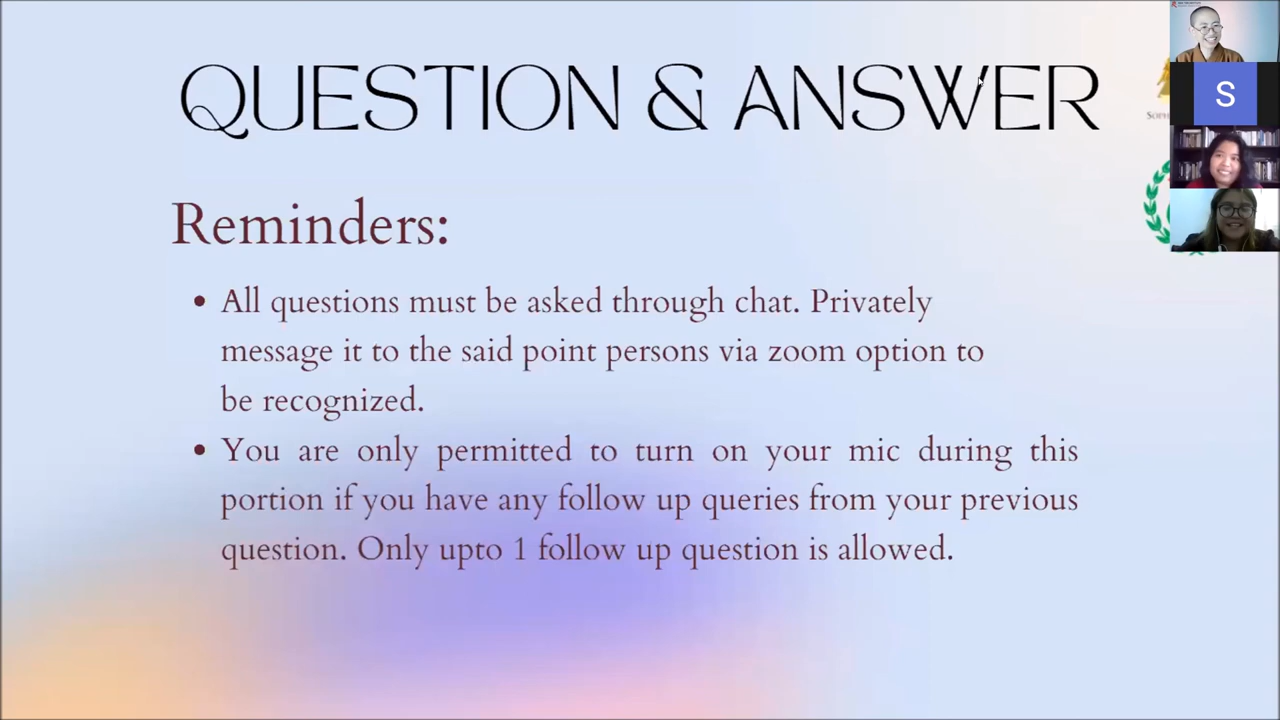 QUESTION & ANSWER
S
Reminders:
• All questions must be asked through chat. Privately
message it to the said point persons via zoom option to
be recognized.
• You are only permitted to turn on your mic during this
portion if you have any follow up queries from your previous
question. Only upto 1 follow up question is allowed.